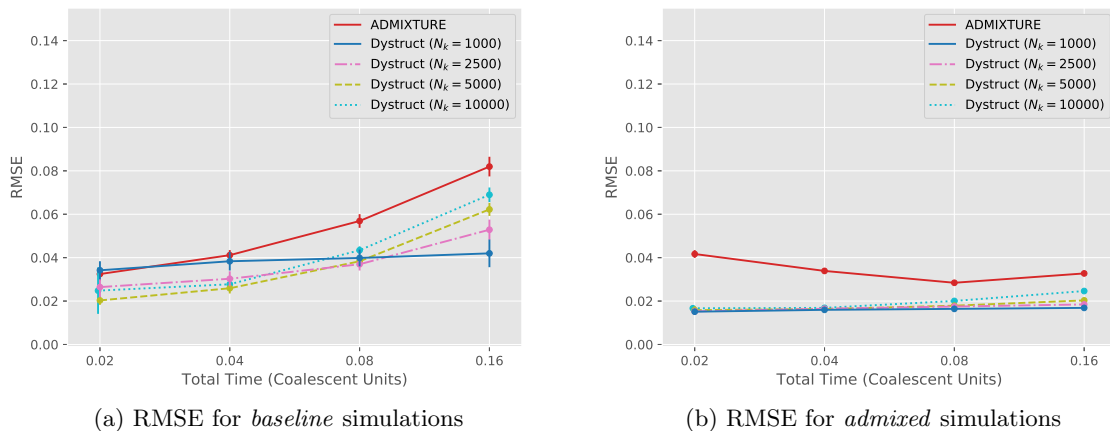 ADMIXTURE
Dystruct (N_k = 1000)
Dystruct (N_k = 2500)
Dystruct (N_k = 5000)
Dystruct (N_k = 10000)
0.14
0.12
0.10
0.08
0.06
0.04
0.02
0.00
RMSE
0.02 0.04 0.08 0.16
Total Time (Coalescent Units)
(a) RMSE for baseline simulations
ADMIXTURE
Dystruct (N_k = 1000)
Dystruct (N_k = 2500)
Dystruct (N_k = 5000)
Dystruct (N_k = 10000)
0.14
0.12
0.10
0.08
0.06
0.04
0.02
0.00
RMSE
0.02 0.04 0.08 0.16
Total Time (Coalescent Units)
(b) RMSE for admixed simulations